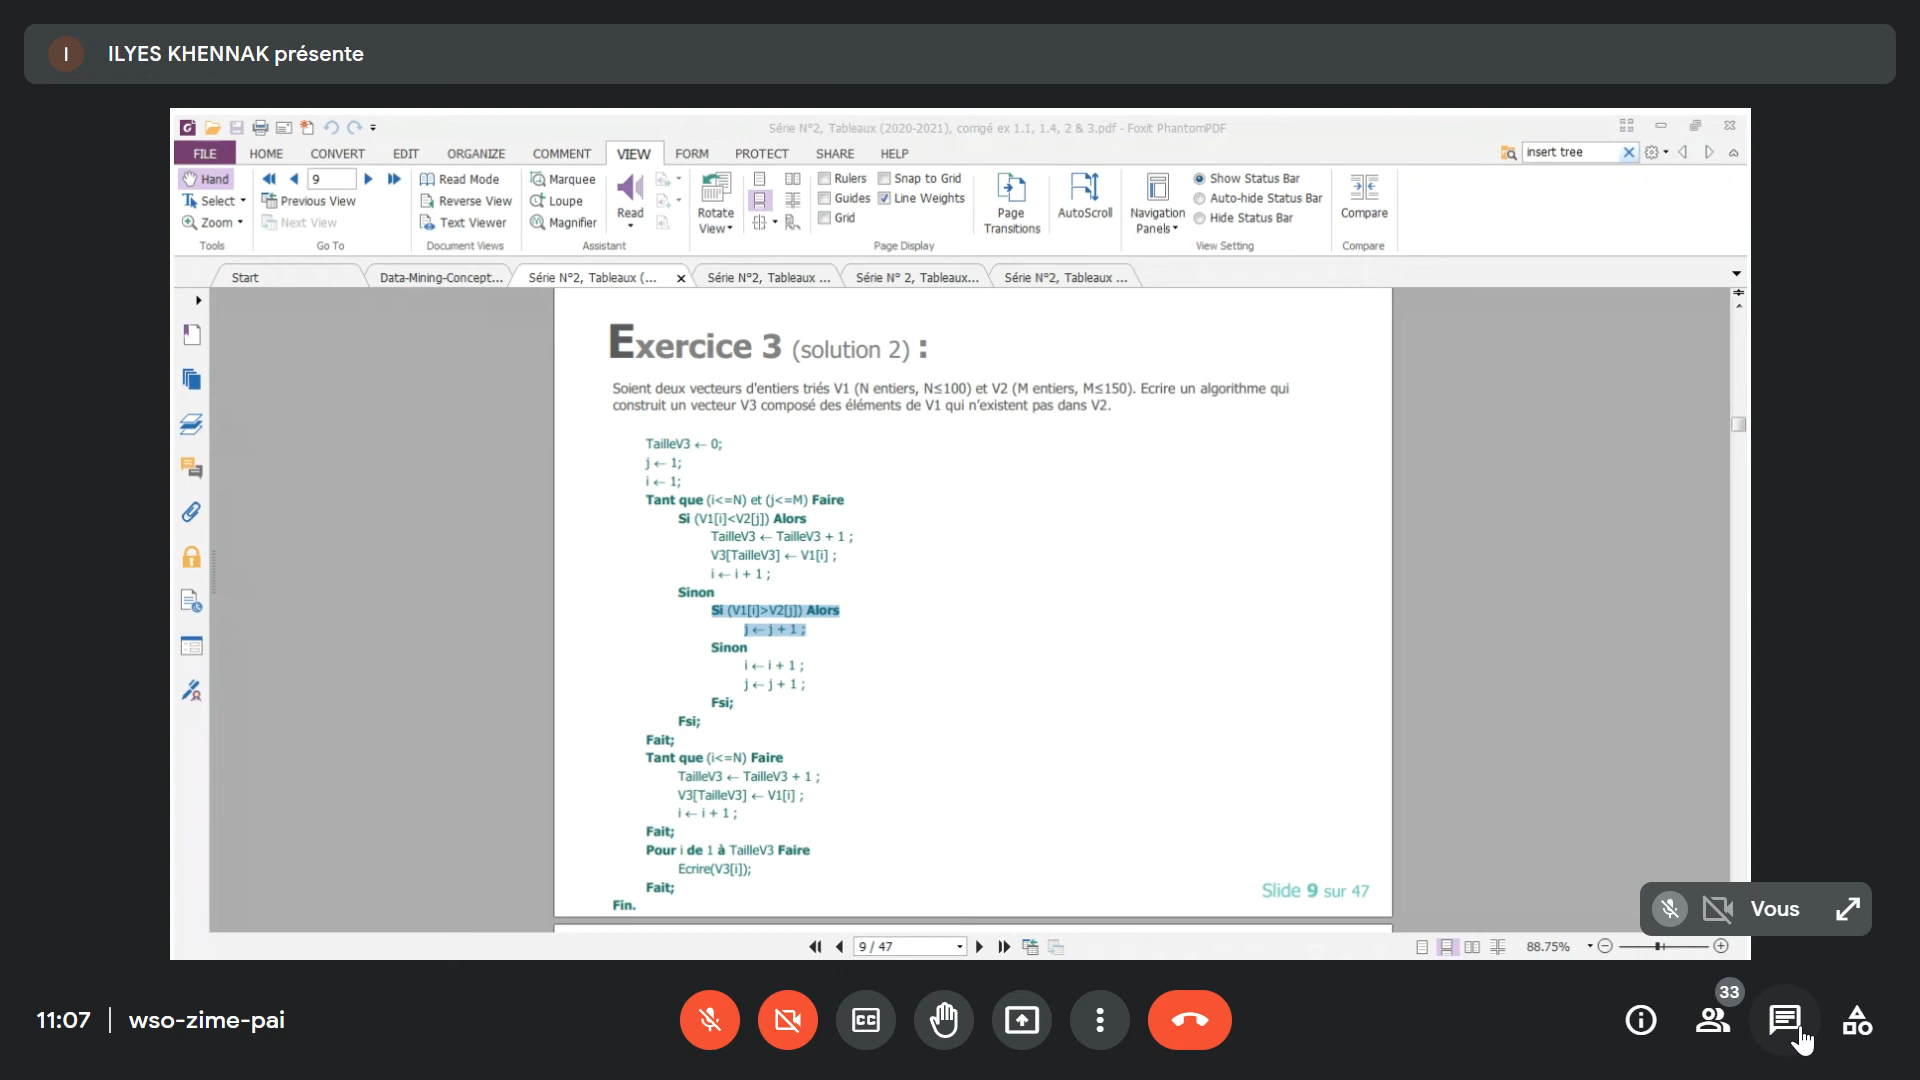 I ILYES KHENNAK présente
Série N°2, Tableaux (2020-2021), corrigé ex 1.1, 1.4, 2 & 3.pdf - Foxit PhantomPDF
FILE HOME CONVERT EDIT ORGANIZE COMMENT VIEW FORM PROTECT SHARE HELP insert tree
Hand 9 Read Mode Marquee Rulers Snap to Grid Show Status Bar
Select Previous View Reverse View Loupe Guides Line Weights Auto-hide Status Bar
Zoom Next View Text Viewer Magnifier Grid Hide Status Bar
Read Rotate View Page Transitions AutoScroll Navigation Panels Compare
Tools Go To Document Views Assistant Page Display View Setting Compare
Start Data-Mining-Concept... Série N°2, Tableaux (... Série N°2, Tableaux ... Série N° 2, Tableaux... Série N°2, Tableaux ...
Exercice 3 (solution 2) :
Soient deux vecteurs d'entiers triés V1 (N entiers, N≤100) et V2 (M entiers, M≤150). Ecrire un algorithme qui
construit un vecteur V3 composé des éléments de V1 qui n'existent pas dans V2.
TailleV3 ← 0;
j ← 1;
i ← 1;
Tant que (i<=N) et (j<=M) Faire
Si (V1[i]<V2[j]) Alors
TailleV3 ← TailleV3 + 1 ;
V3[TailleV3] ← V1[i] ;
i ← i + 1 ;
Sinon
Si (V1[i]>V2[j]) Alors
j ← j + 1 ;
Sinon
i ← i + 1 ;
j ← j + 1 ;
Fsi;
Fsi;
Fait;
Tant que (i<=N) Faire
TailleV3 ← TailleV3 + 1 ;
V3[TailleV3] ← V1[i] ;
i ← i + 1 ;
Fait;
Pour i de 1 à TailleV3 Faire
Ecrire(V3[i]);
Fait;
Fin.
Slide 9 sur 47
Vous
9 / 47 88.75%
11:07 | wso-zime-pai
CC
33